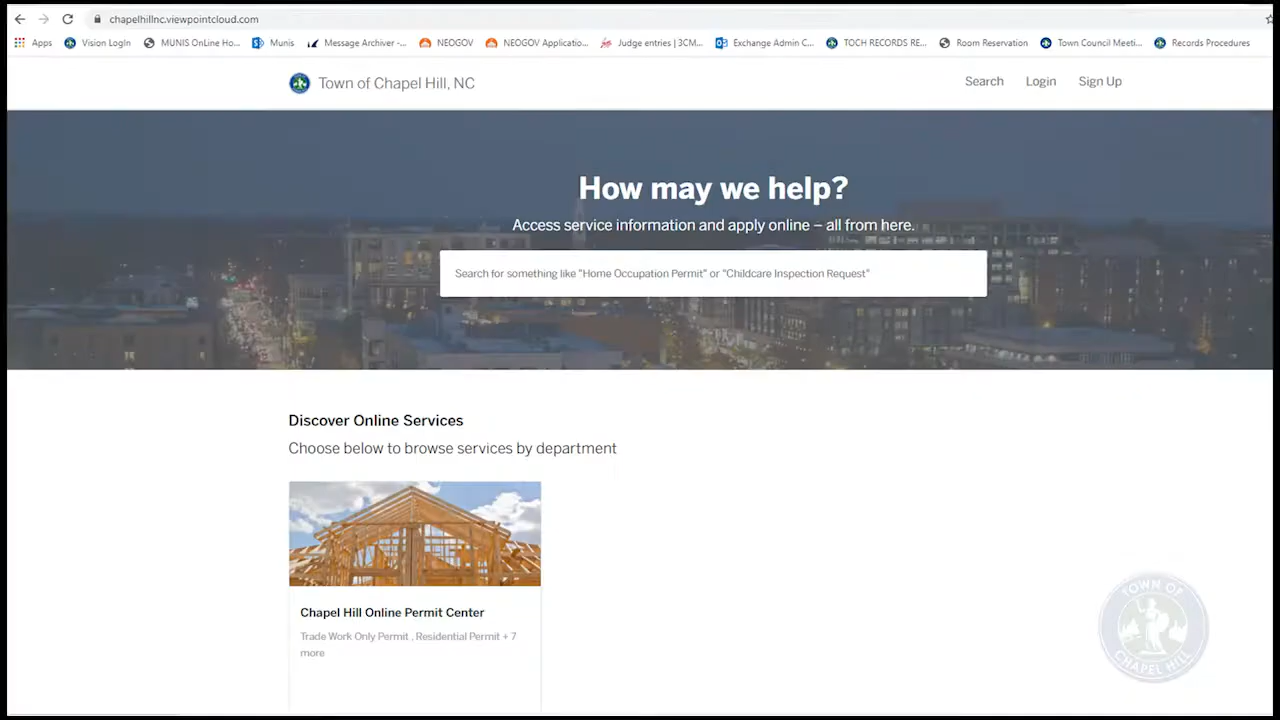 chapelhillnc.viewpointcloud.com
Apps Vision LogIn MUNIS OnLine Ho... Munis Message Archiver -... NEOGOV NEOGOV Applicatio... Judge entries | 3CM... Exchange Admin C... TOCH RECORDS RE... Room Reservation Town Council Meeti... Records Procedures
Town of Chapel Hill, NC Search Login Sign Up
How may we help?
Access service information and apply online – all from here.
Search for something like "Home Occupation Permit" or "Childcare Inspection Request"
Discover Online Services
Choose below to browse services by department
Chapel Hill Online Permit Center
Trade Work Only Permit , Residential Permit + 7
more
TOWN OF
CHAPEL HILL